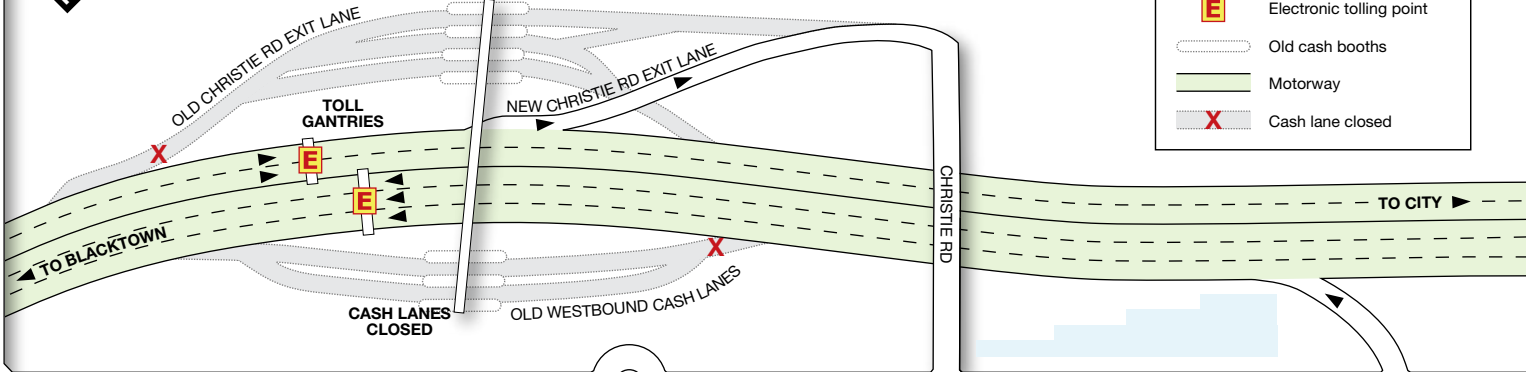 OLD CHRISTIE RD EXIT LANE
NEW CHRISTIE RD EXIT LANE
TOLL
GANTRIES
X
E
E
TO BLACKTOWN
X
CASH LANES
CLOSED
OLD WESTBOUND CASH LANES
CHRISTIE RD
TO CITY
E Electronic tolling point
Old cash booths
Motorway
X Cash lane closed